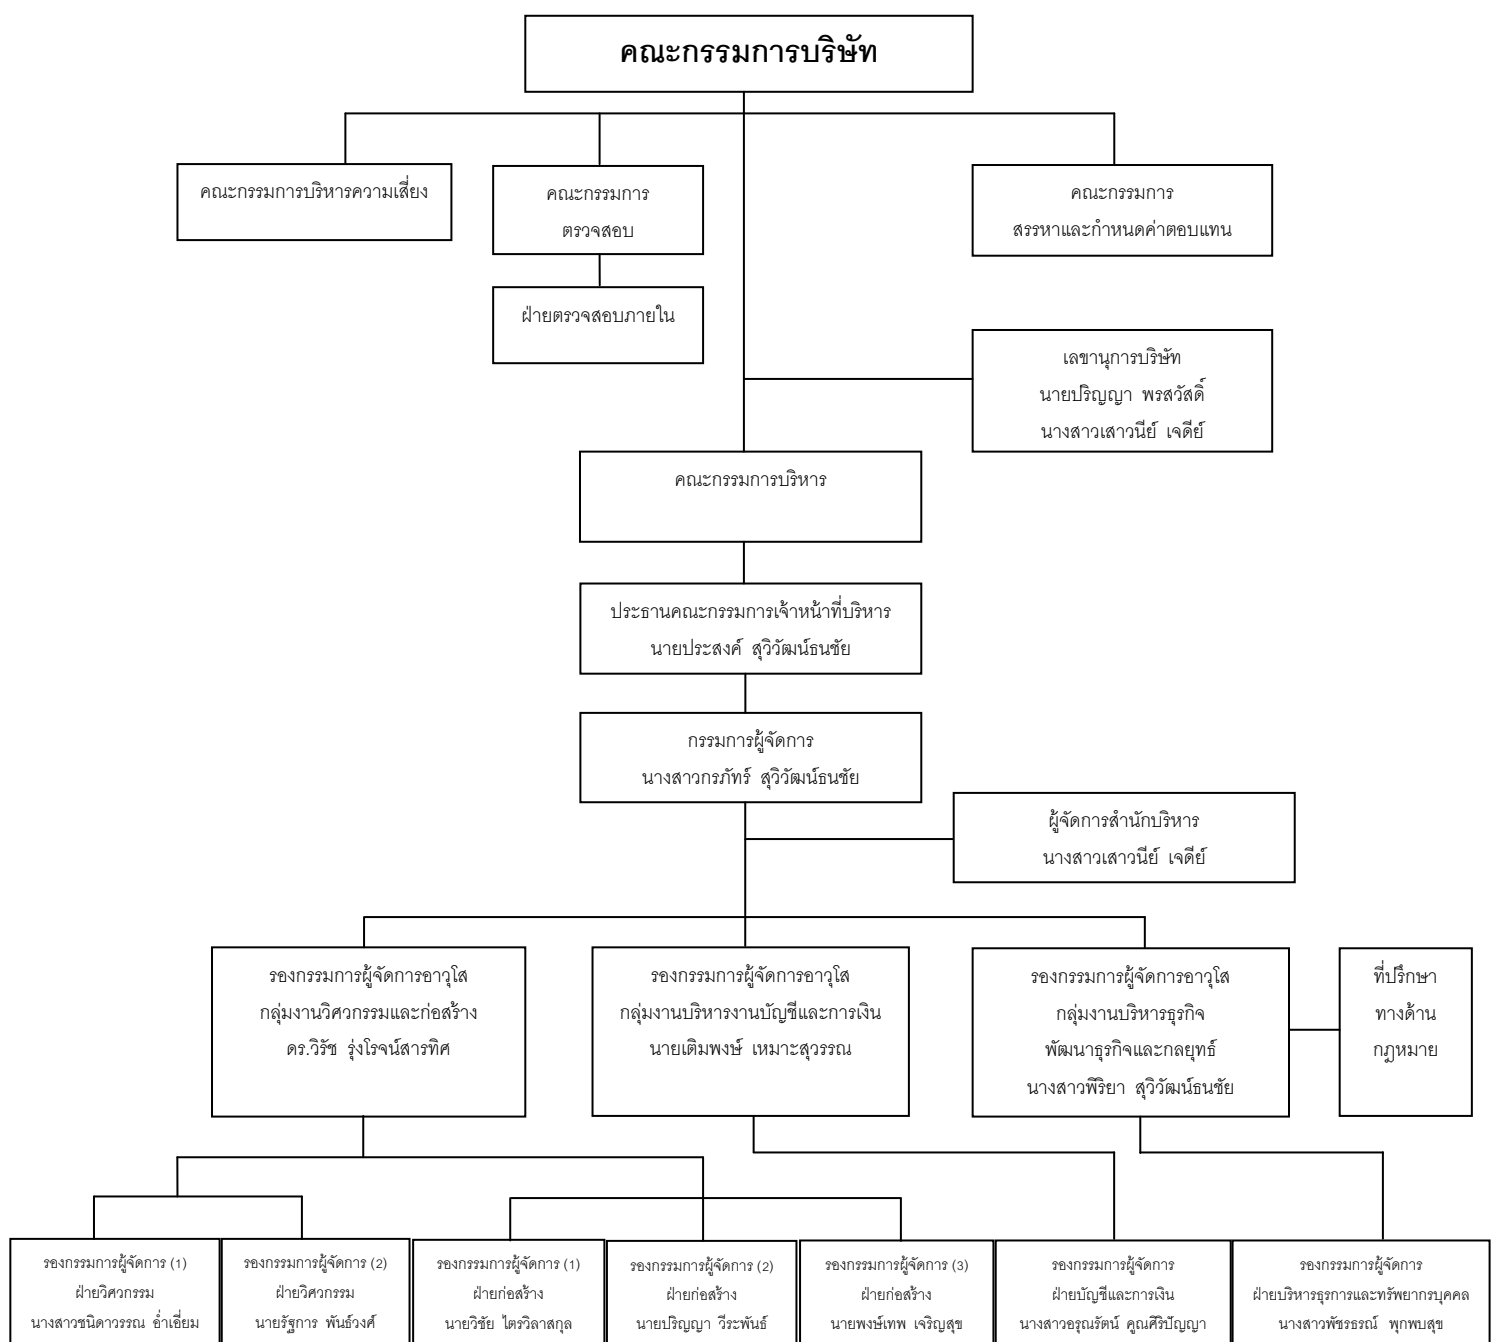 คณะกรรมการบริษัท
คณะกรรมการบริหารความเสี่ยง
คณะกรรมการ
ตรวจสอบ
คณะกรรมการ
สรรหาและกำหนดค่าตอบแทน
ฝ่ายตรวจสอบภายใน
เลขานุการบริษัท
นายปริญญา พรสวัสดิ์
นางสาวเสาวนีย์ เจดีย์
คณะกรรมการบริหาร
ประธานคณะกรรมการเจ้าหน้าที่บริหาร
นายประสงค์ สุวิวัฒน์ธนชัย
กรรมการผู้จัดการ
นางสาวกรภัทร์ สุวิวัฒน์ธนชัย
ผู้จัดการสำนักบริหาร
นางสาวเสาวนีย์ เจดีย์
รองกรรมการผู้จัดการอาวุโส
กลุ่มงานวิศวกรรมและก่อสร้าง
ดร.วิรัช รุ่งโรจน์สารทิศ
รองกรรมการผู้จัดการอาวุโส
กลุ่มงานบริหารงานบัญชีและการเงิน
นายเติมพงษ์ เหมาะสุวรรณ
รองกรรมการผู้จัดการอาวุโส
กลุ่มงานบริหารธุรกิจ
พัฒนาธุรกิจและกลยุทธ์
นางสาวพิริยา สุวิวัฒน์ธนชัย
ที่ปรึกษา
ทางด้าน
กฎหมาย
รองกรรมการผู้จัดการ (1)
ฝ่ายวิศวกรรม
นางสาวชนิดาวรรณ อ่ำเอี่ยม
รองกรรมการผู้จัดการ (2)
ฝ่ายวิศวกรรม
นายรัฐการ พันธ์วงศ์
รองกรรมการผู้จัดการ (1)
ฝ่ายก่อสร้าง
นายวิชัย ไตรวิลาสกุล
รองกรรมการผู้จัดการ (2)
ฝ่ายก่อสร้าง
นายปริญญา วีระพันธ์
รองกรรมการผู้จัดการ (3)
ฝ่ายก่อสร้าง
นายพงษ์เทพ เจริญสุข
รองกรรมการผู้จัดการ
ฝ่ายบัญชีและการเงิน
นางสาวอรุณรัตน์ คูณศิริปัญญา
รองกรรมการผู้จัดการ
ฝ่ายบริหารธุรการและทรัพยากรบุคคล
นางสาวพัชรธรณ์ พุกพบสุข